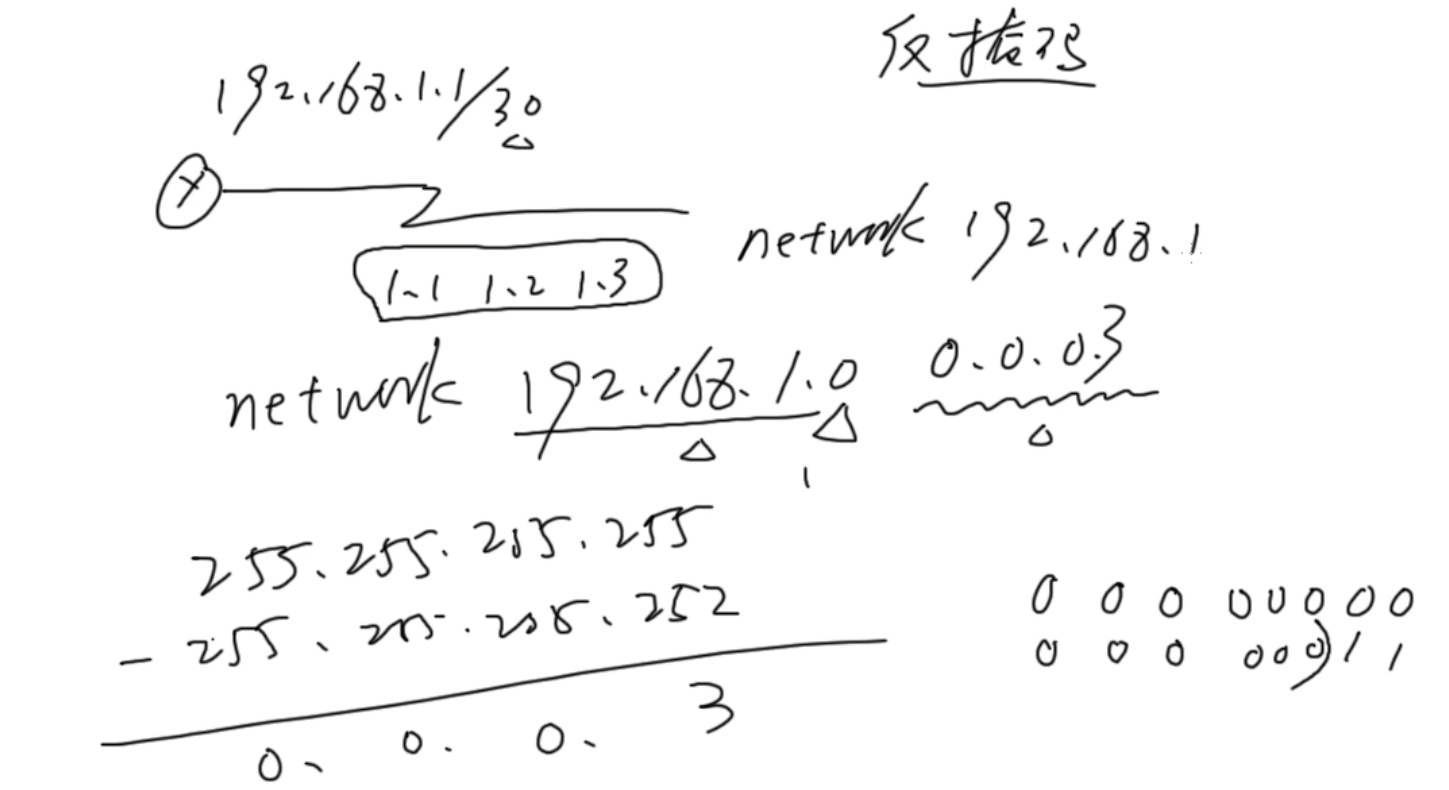 反掩码
192.168.1.1/30
network 192.168.1
1.1 1.2 1.3
network 192.168.1.0 0.0.0.3
1
255.255.255.255
- 255.255.255.252
0.0.0.3
0 0 0 0 0 0 0 0
0 0 0 0 0 0) 1 1